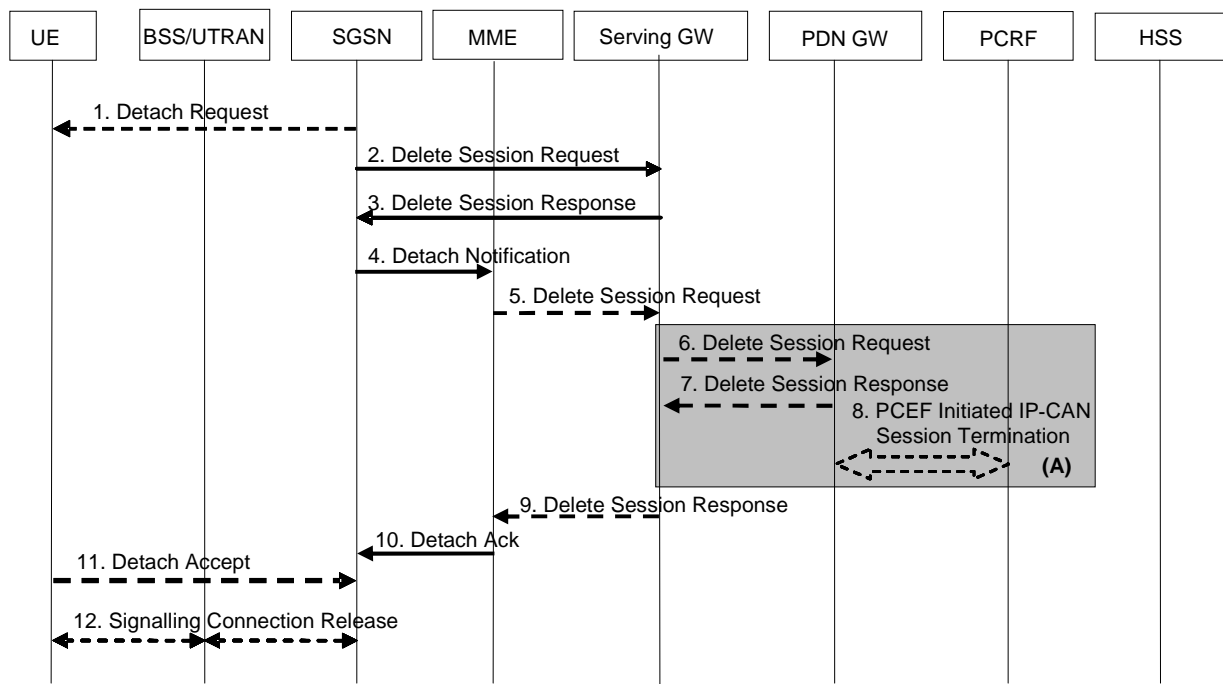 UE
BSS/UTRAN
SGSN
MME
Serving GW
PDN GW
PCRF
HSS
1. Detach Request
2. Delete Session Request
3. Delete Session Response
4. Detach Notification
5. Delete Session Request
6. Delete Session Request
7. Delete Session Response
8. PCEF Initiated IP-CAN
Session Termination
(A)
9. Delete Session Response
10. Detach Ack
11. Detach Accept
12. Signalling Connection Release